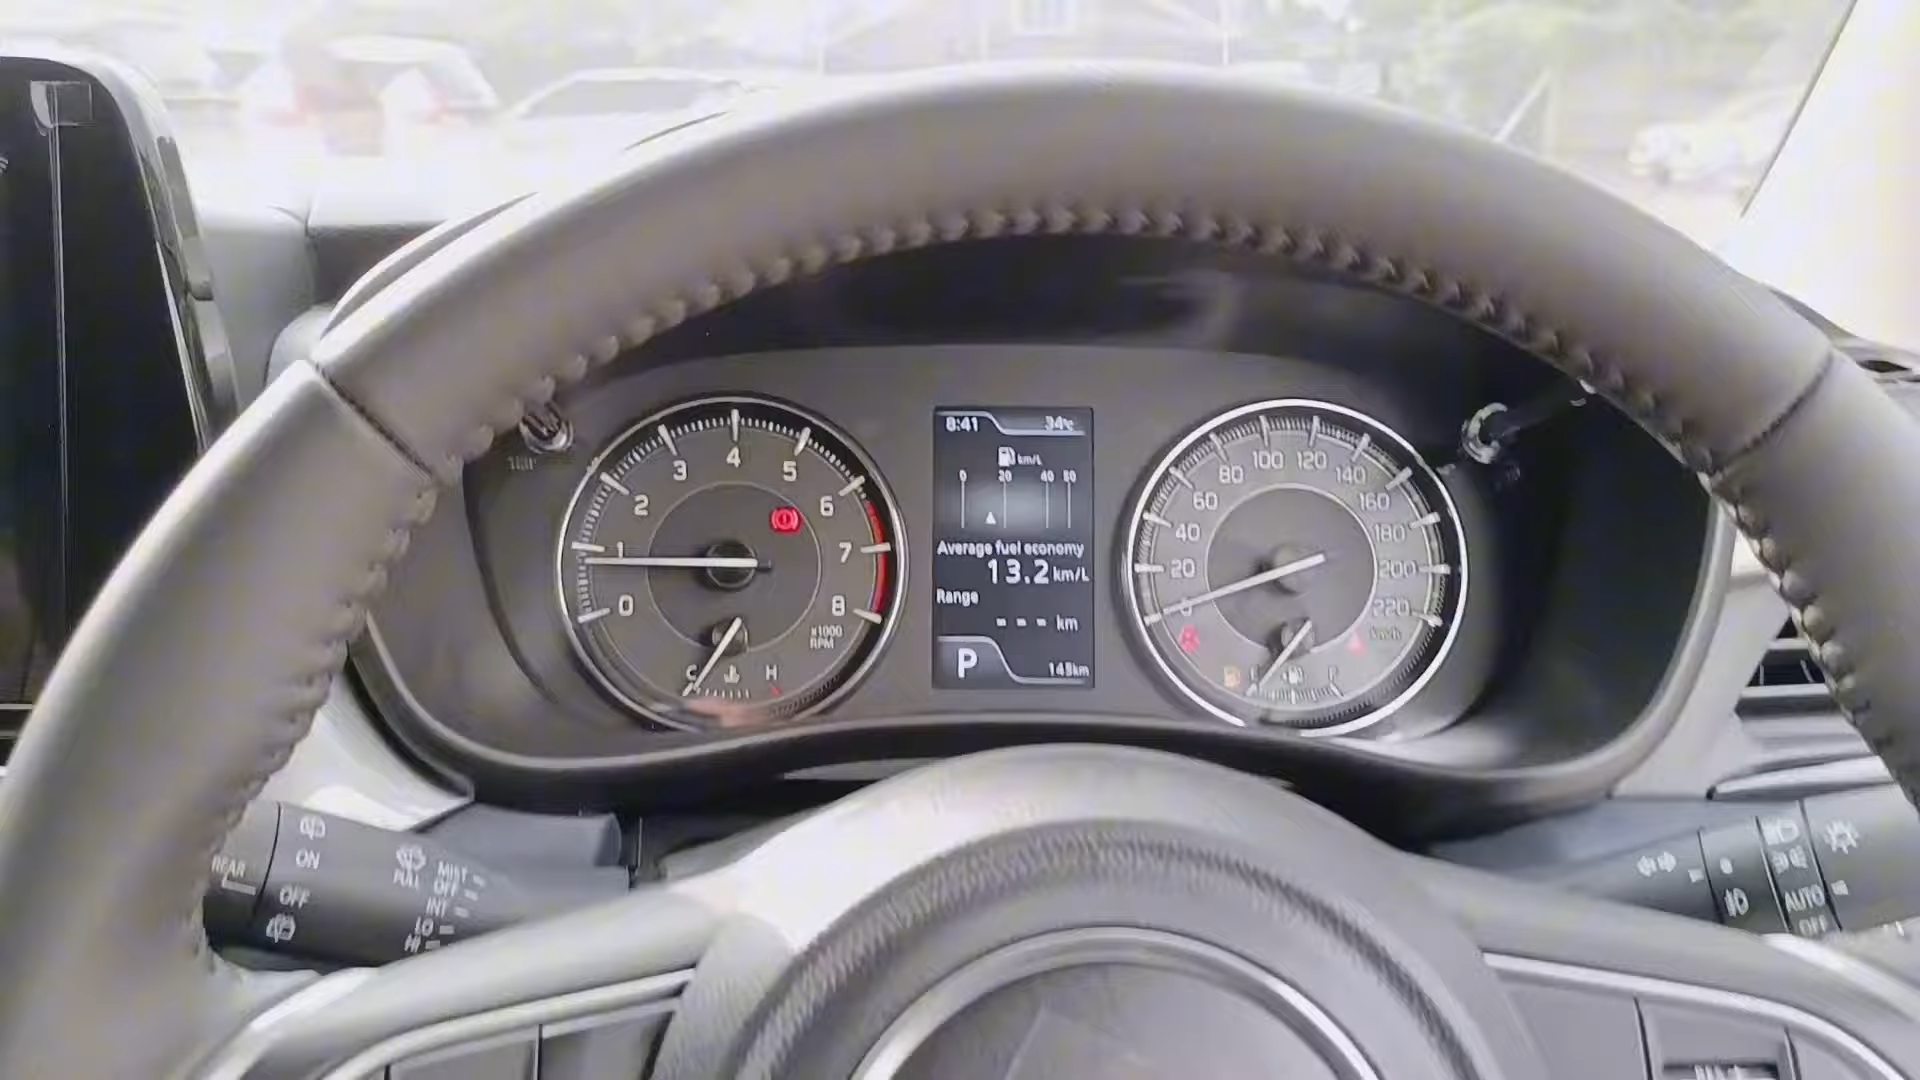 TRIP
0
1
2
3
4
5
6
7
8
x1000
RPM
C
H
8:41
34℃
km/L
0 20 40 50
Average fuel economy
13.2 km/L
Range
--- km
P
145km
0
20
40
60
80
100
120
140
160
180
200
220
km/h
E
F
REAR
ON
OFF
PULL
MIST
OFF
INT
LO
HI
AUTO
OFF